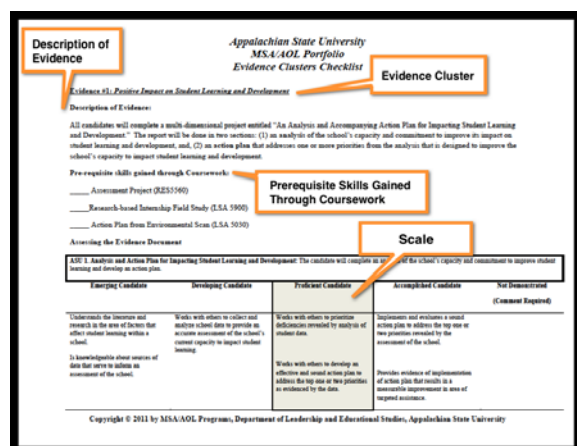 Description of
Evidence
Appalachian State University
MSA/AOL Portfolio
Evidence Clusters Checklist
Evidence Cluster
Evidence #1: Positive Impact on Student Learning and Development
Description of Evidence:
All candidates will complete a multi-dimensional project entitled "An Analysis and Accompanying Action Plan for Impacting Student Learning
and Development." The report will be done in two sections: (1) an analysis of the school's capacity and commitment to improve its impact on
student learning and development, and, (2) an action plan that addresses one or more priorities from the analysis that is designed to improve the
school's capacity to impact student learning and development.
Pre-requisite skills gained through Coursework:
Prerequisite Skills Gained
Through Coursework
_____ Assessment Project (RES5560)
_____Research-based Internship Field Study (LSA 5900)
_____ Action Plan from Environmental Scan (LSA 5030)
Scale
Assessing the Evidence Document
ASU 1. Analysis and Action Plan for Impacting Student Learning and Development: The candidate will complete an of the school's capacity and commitment to improve student
learning and develop an action plan.
Emerging Candidate
Developing Candidate
Proficient Candidate
Accomplished Candidate
Not Demonstrated
(Comment Required)
Understands the literature and
research in the area of factors that
affect student learning within a
school.
Is knowledgeable about sources of
data that serve to inform an
assessment of the school.
Works with others to collect and
analyze school data to provide an
accurate assessment of the school's
current capacity to impact student
learning.
Works with others to prioritize
deficiencies revealed by analysis of
student data.
Works with others to develop an
effective and sound action plan to
address the top one or two priorities
as evidenced by the data.
Implements and evaluates a sound
action plan to address the top one or
two priorities revealed by the
assessment of the school.
Provides evidence of implementation
of action plan that results in a
measurable improvement in area of
targeted assistance.
Copyright © 2011 by MSA/AOL Programs, Department of Leadership and Educational Studies, Appalachian State University